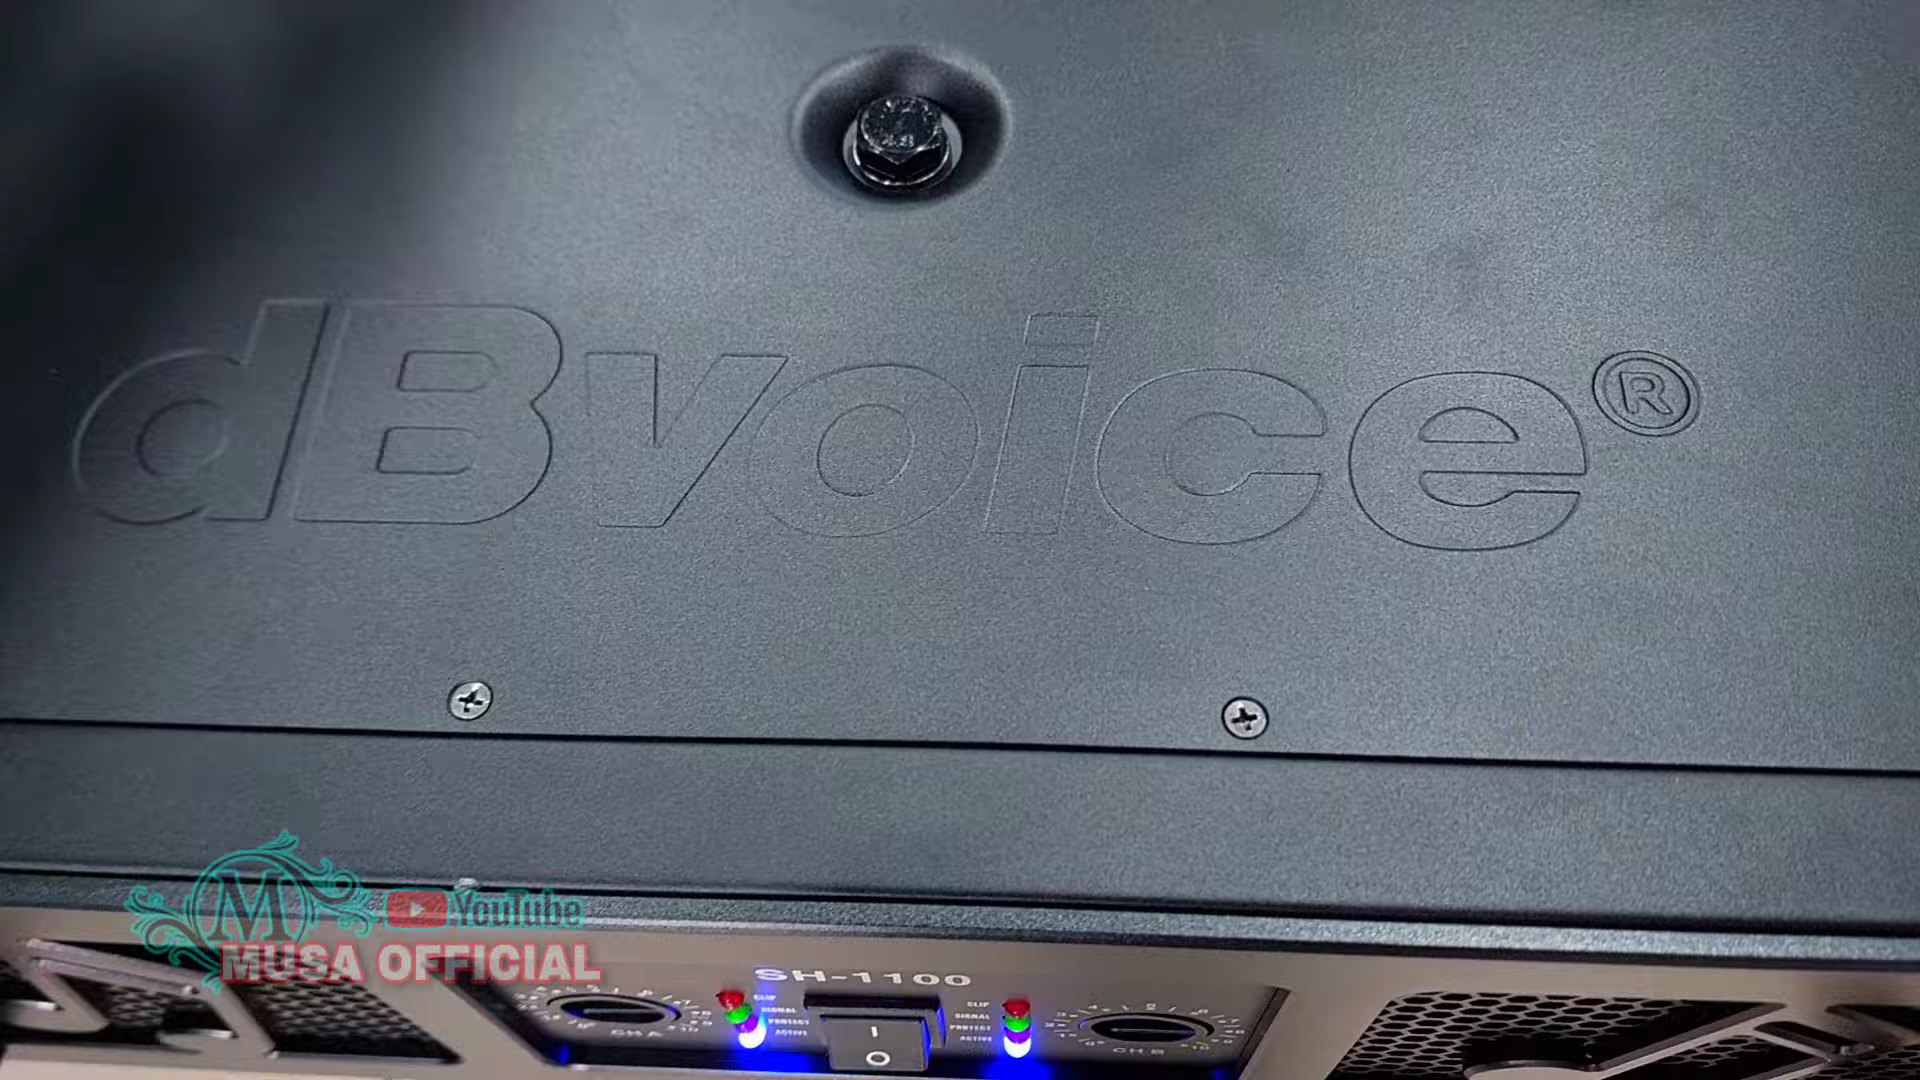 dBvoice®
M YouTube
MUSA OFFICIAL
SH-1100
CLIP
SIGNAL
PROTECT
ACTIVE
CLIP
SIGNAL
PROTECT
ACTIVE
CH A
I
O
CH B